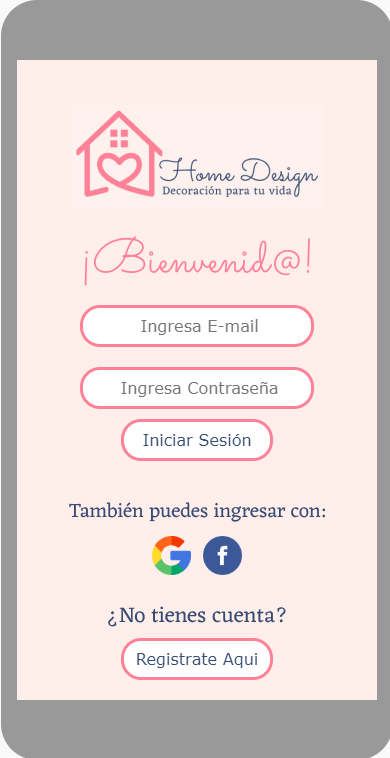 Home Design
Decoración para tu vida
¡Bienvenid@!
Ingresa E-mail
Ingresa Contraseña
Iniciar Sesión
También puedes ingresar con:
¿No tienes cuenta?
Registrate Aqui